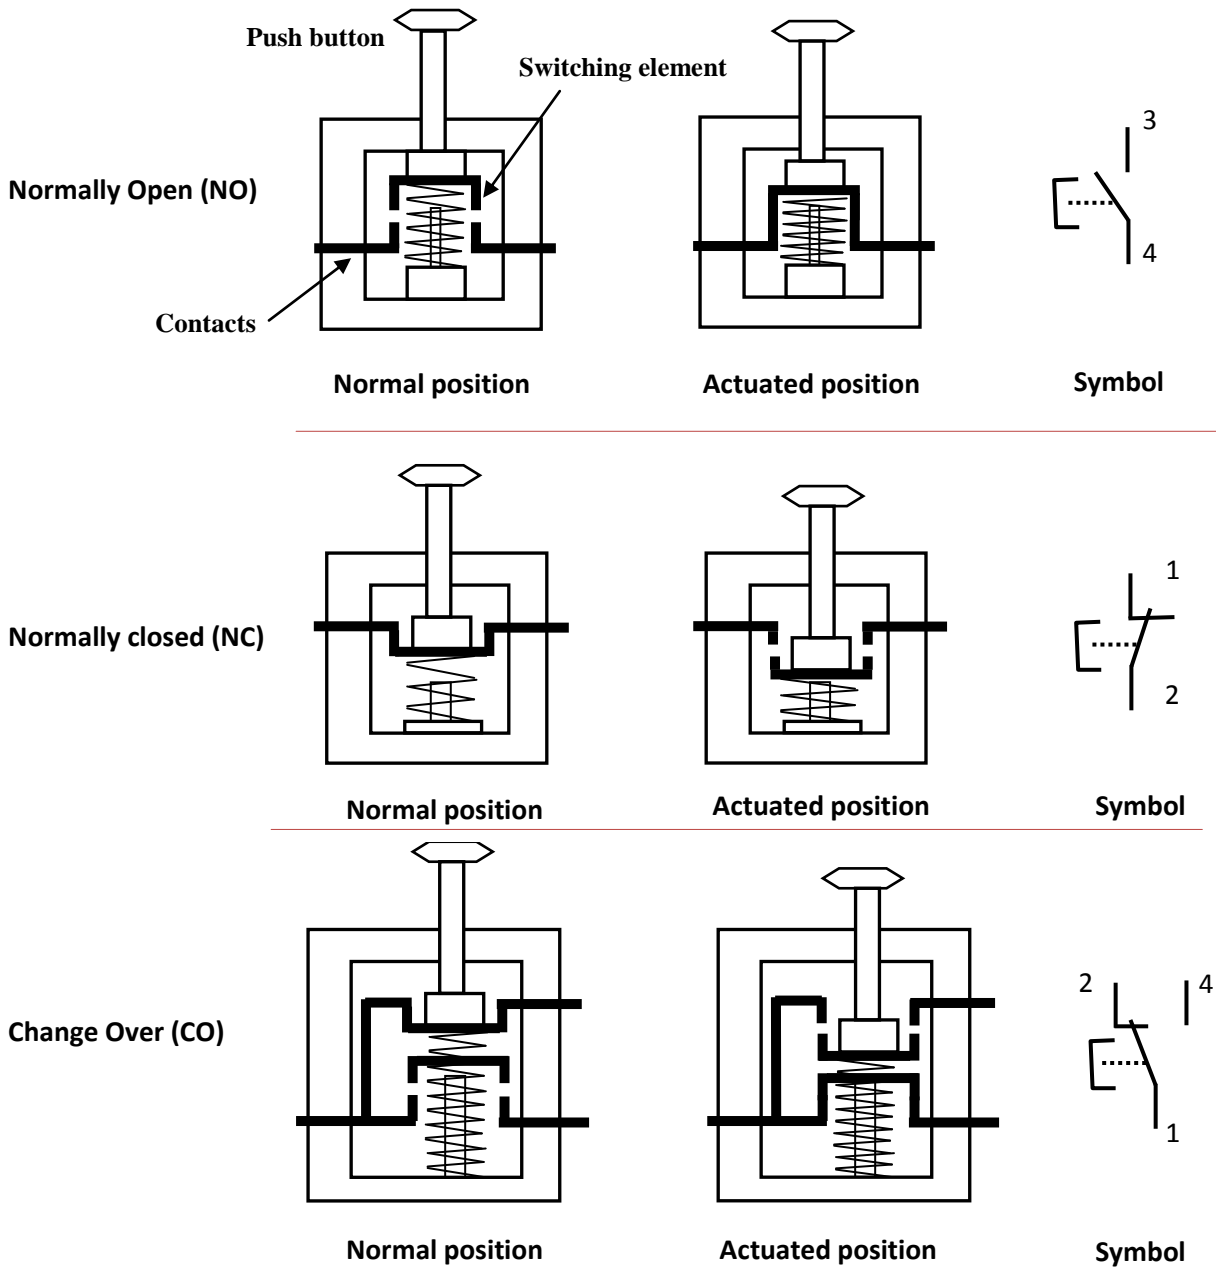 Push button
Switching element
3
Normally Open (NO)
4
Contacts
Normal position
Actuated position
Symbol
1
Normally closed (NC)
2
Normal position
Actuated position
Symbol
2
4
Change Over (CO)
1
Normal position
Actuated position
Symbol